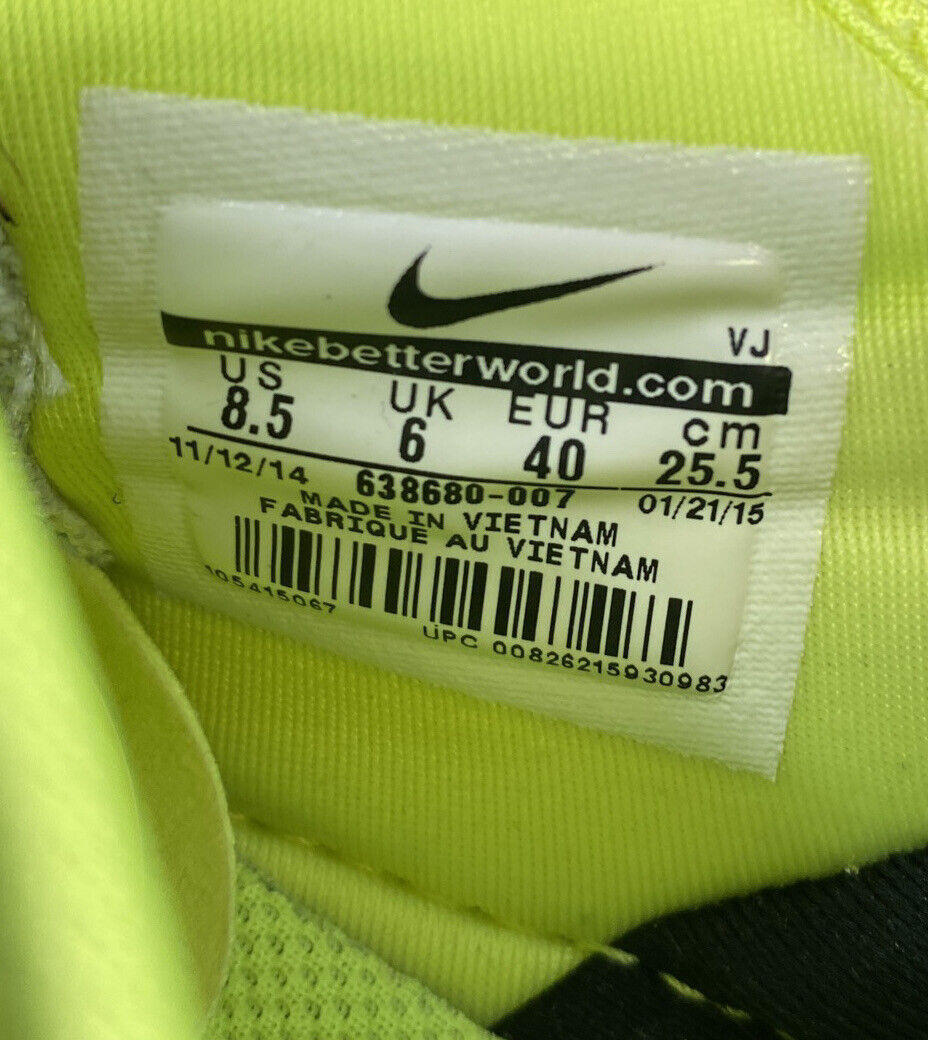 VJ
nikebetterworld.com
US UK EUR cm
8.5 6 40 25.5
11/12/14 638680-007 01/21/15
MADE IN VIETNAM
FABRIQUE AU VIETNAM
105415067
UPC 00826215930983